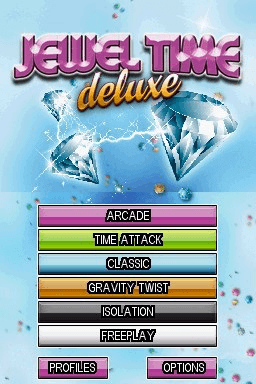 JEWEL TIME
deluxe
ARCADE
TIME ATTACK
CLASSIC
GRAVITY TWIST
ISOLATION
FREEPLAY
PROFILES OPTIONS